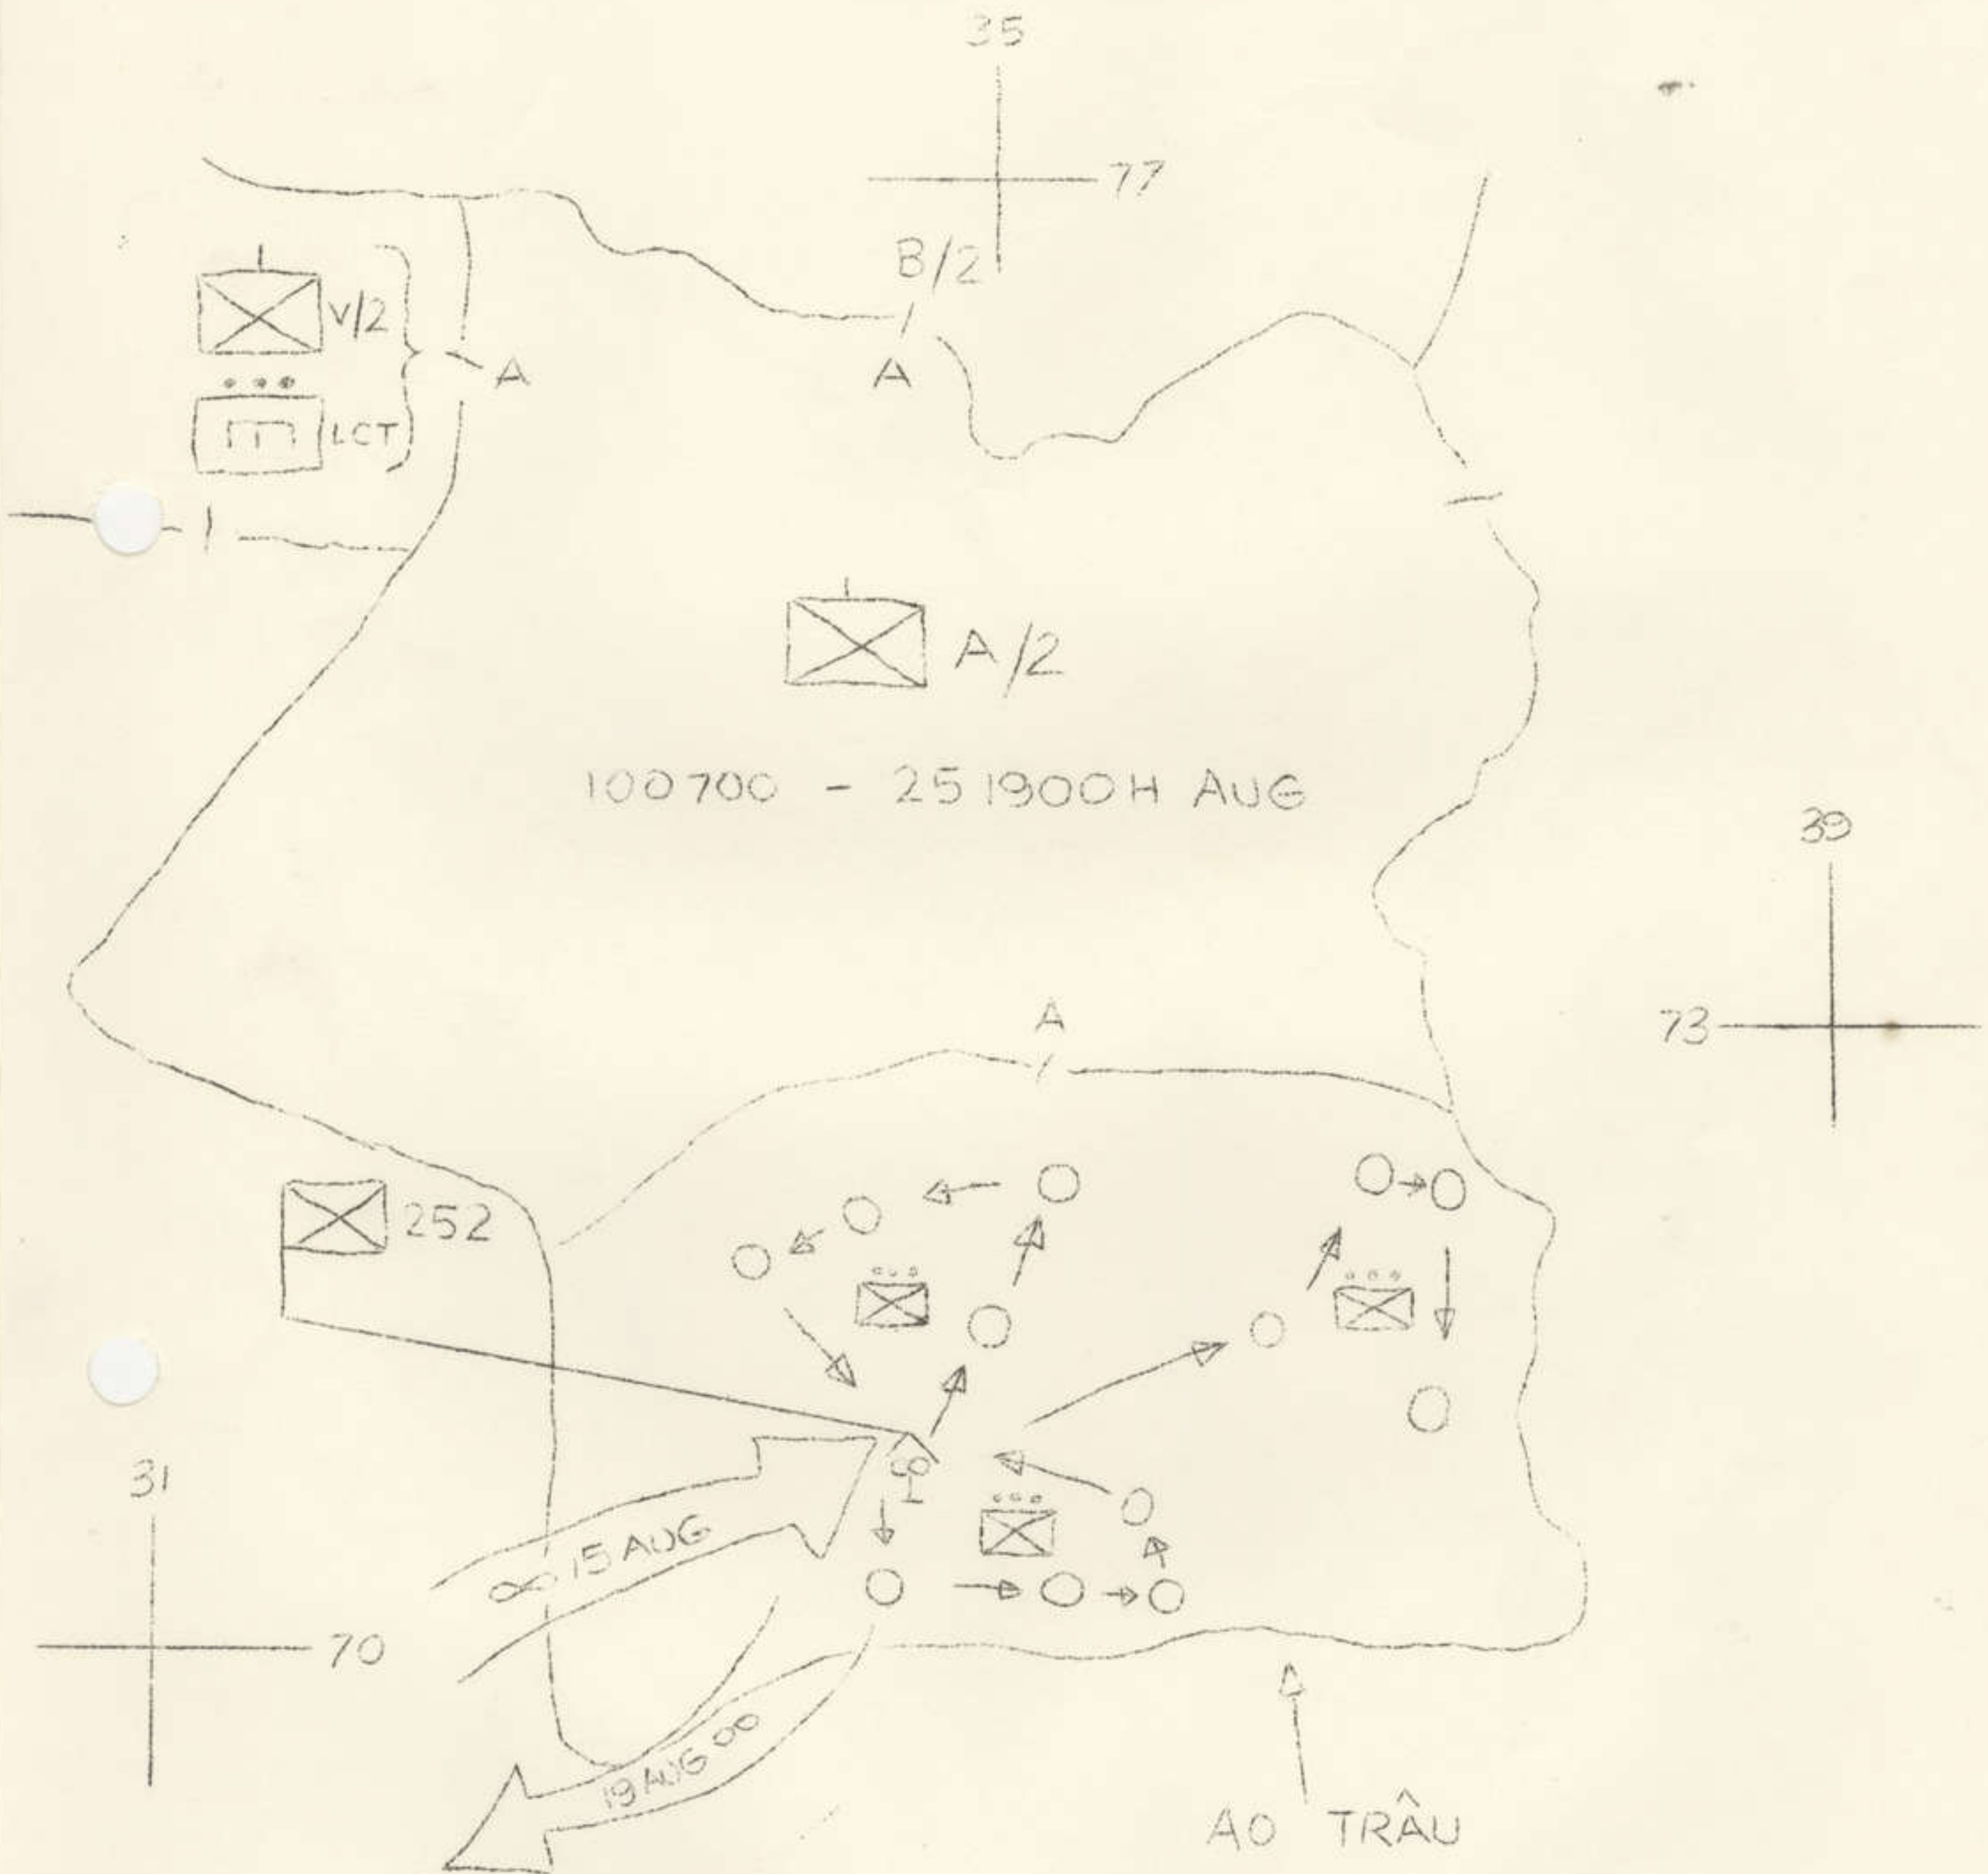 35
77
B/2
V/2
A
A
LCT
A/2
100700 - 251900H AUG
39
A
73
252
31
15 AUG
70
19 AUG
AO TRÂU